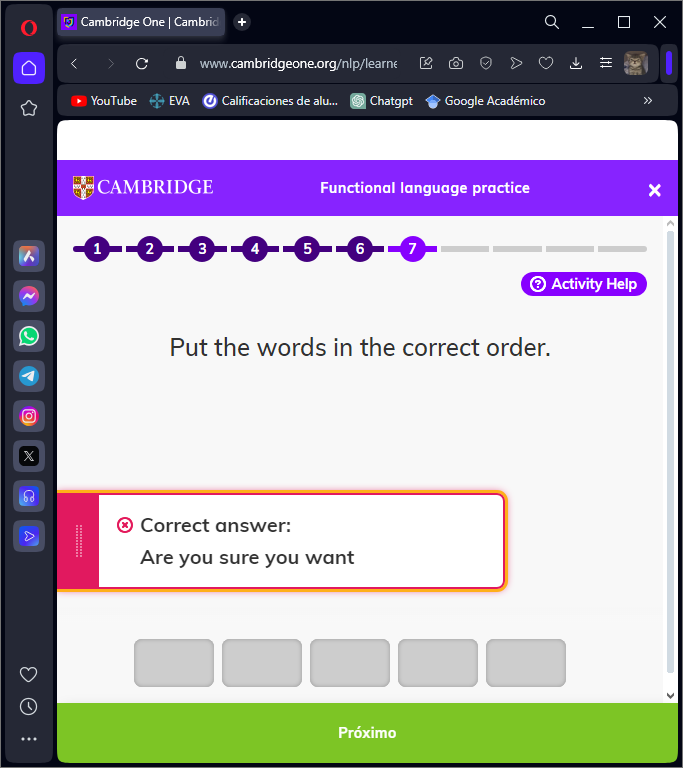 Cambridge One | Cambrid
www.cambridgeone.org/nlp/learne
YouTube
EVA
Calificaciones de alu...
Chatgpt
Google Académico
»
CAMBRIDGE
Functional language practice
1 2 3 4 5 6 7
Activity Help
Put the words in the correct order.
Correct answer:
Are you sure you want
Próximo